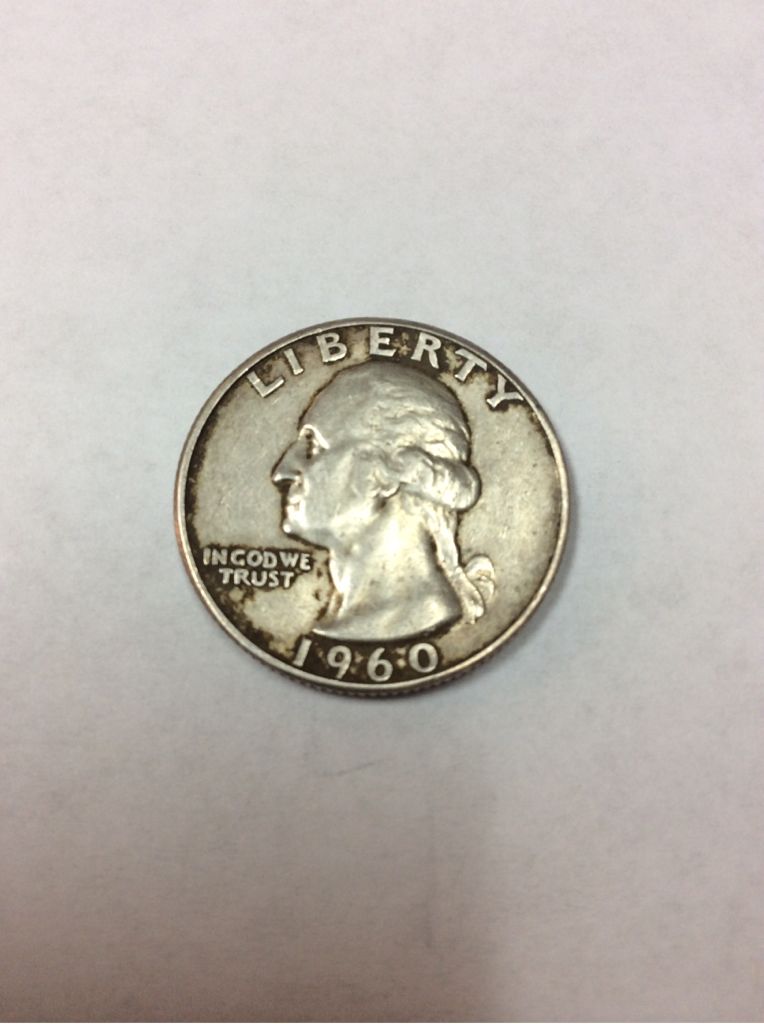 LIBERTY
IN GOD WE
TRUST
1960